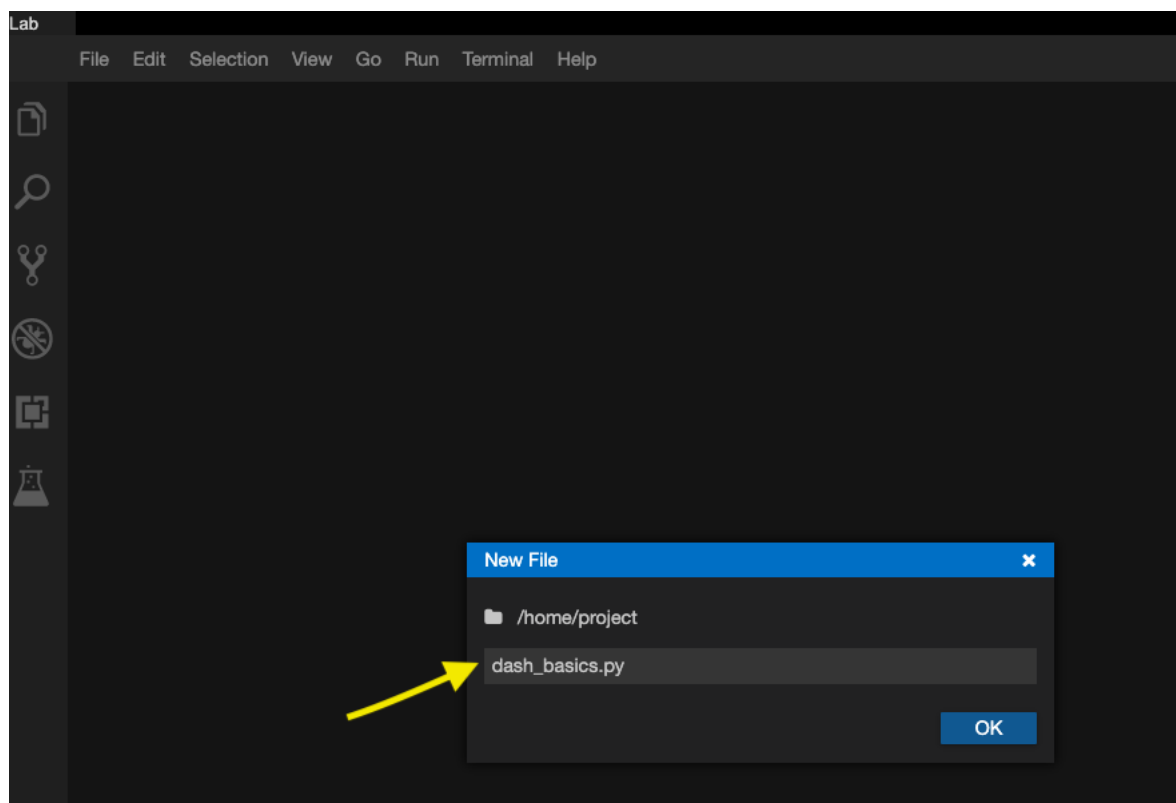 Lab
File Edit Selection View Go Run Terminal Help
New File
/home/project
dash_basics.py
OK